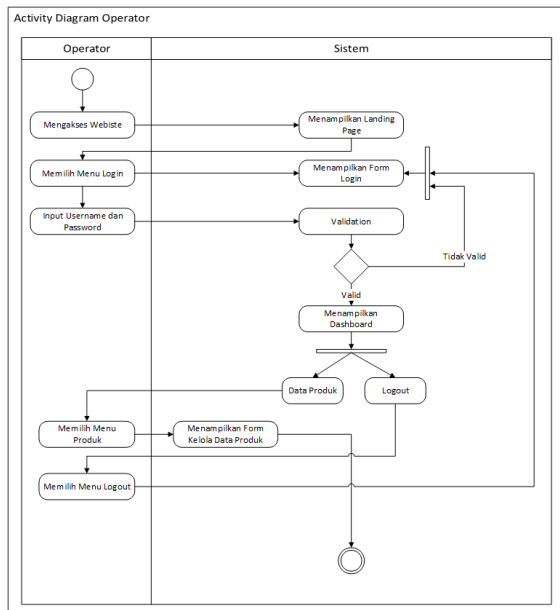 Activity Diagram Operator
Operator
Sistem
Mengakses Webiste
Menampilkan Landing
Page
Memilih Menu Login
Menampilkan Form
Login
Input Username dan
Password
Validation
Tidak Valid
Valid
Menampilkan
Dashboard
Data Produk
Logout
Memilih Menu
Produk
Menampilkan Form
Kelola Data Produk
Memilih Menu Logout